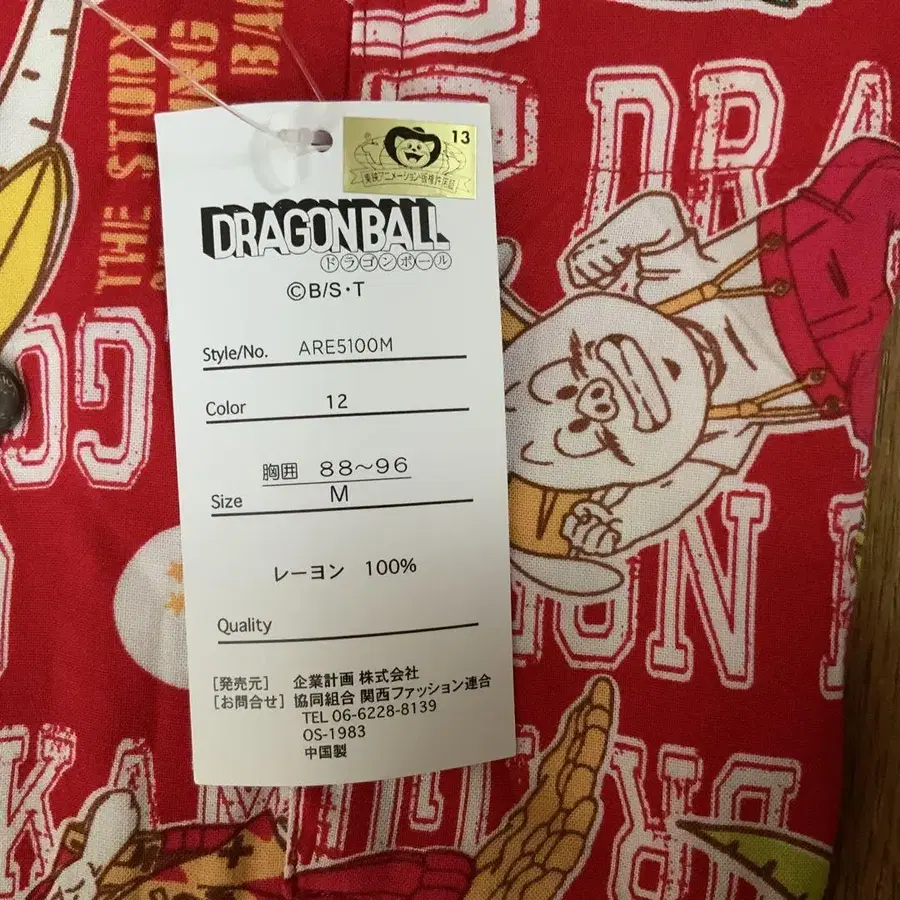 THE STORY
DRA
13
東映アニメーション・版権許諾証
DRAGONBALL
ドラゴンボール
©B/S・T
Style/No. ARE5100M
Color 12
胸囲 88~96
Size M
レーヨン 100%
Quality
[発売元] 企業計画 株式会社
[お問合せ] 協同組合 関西ファッション連合
TEL 06-6228-8139
OS-1983
中国製